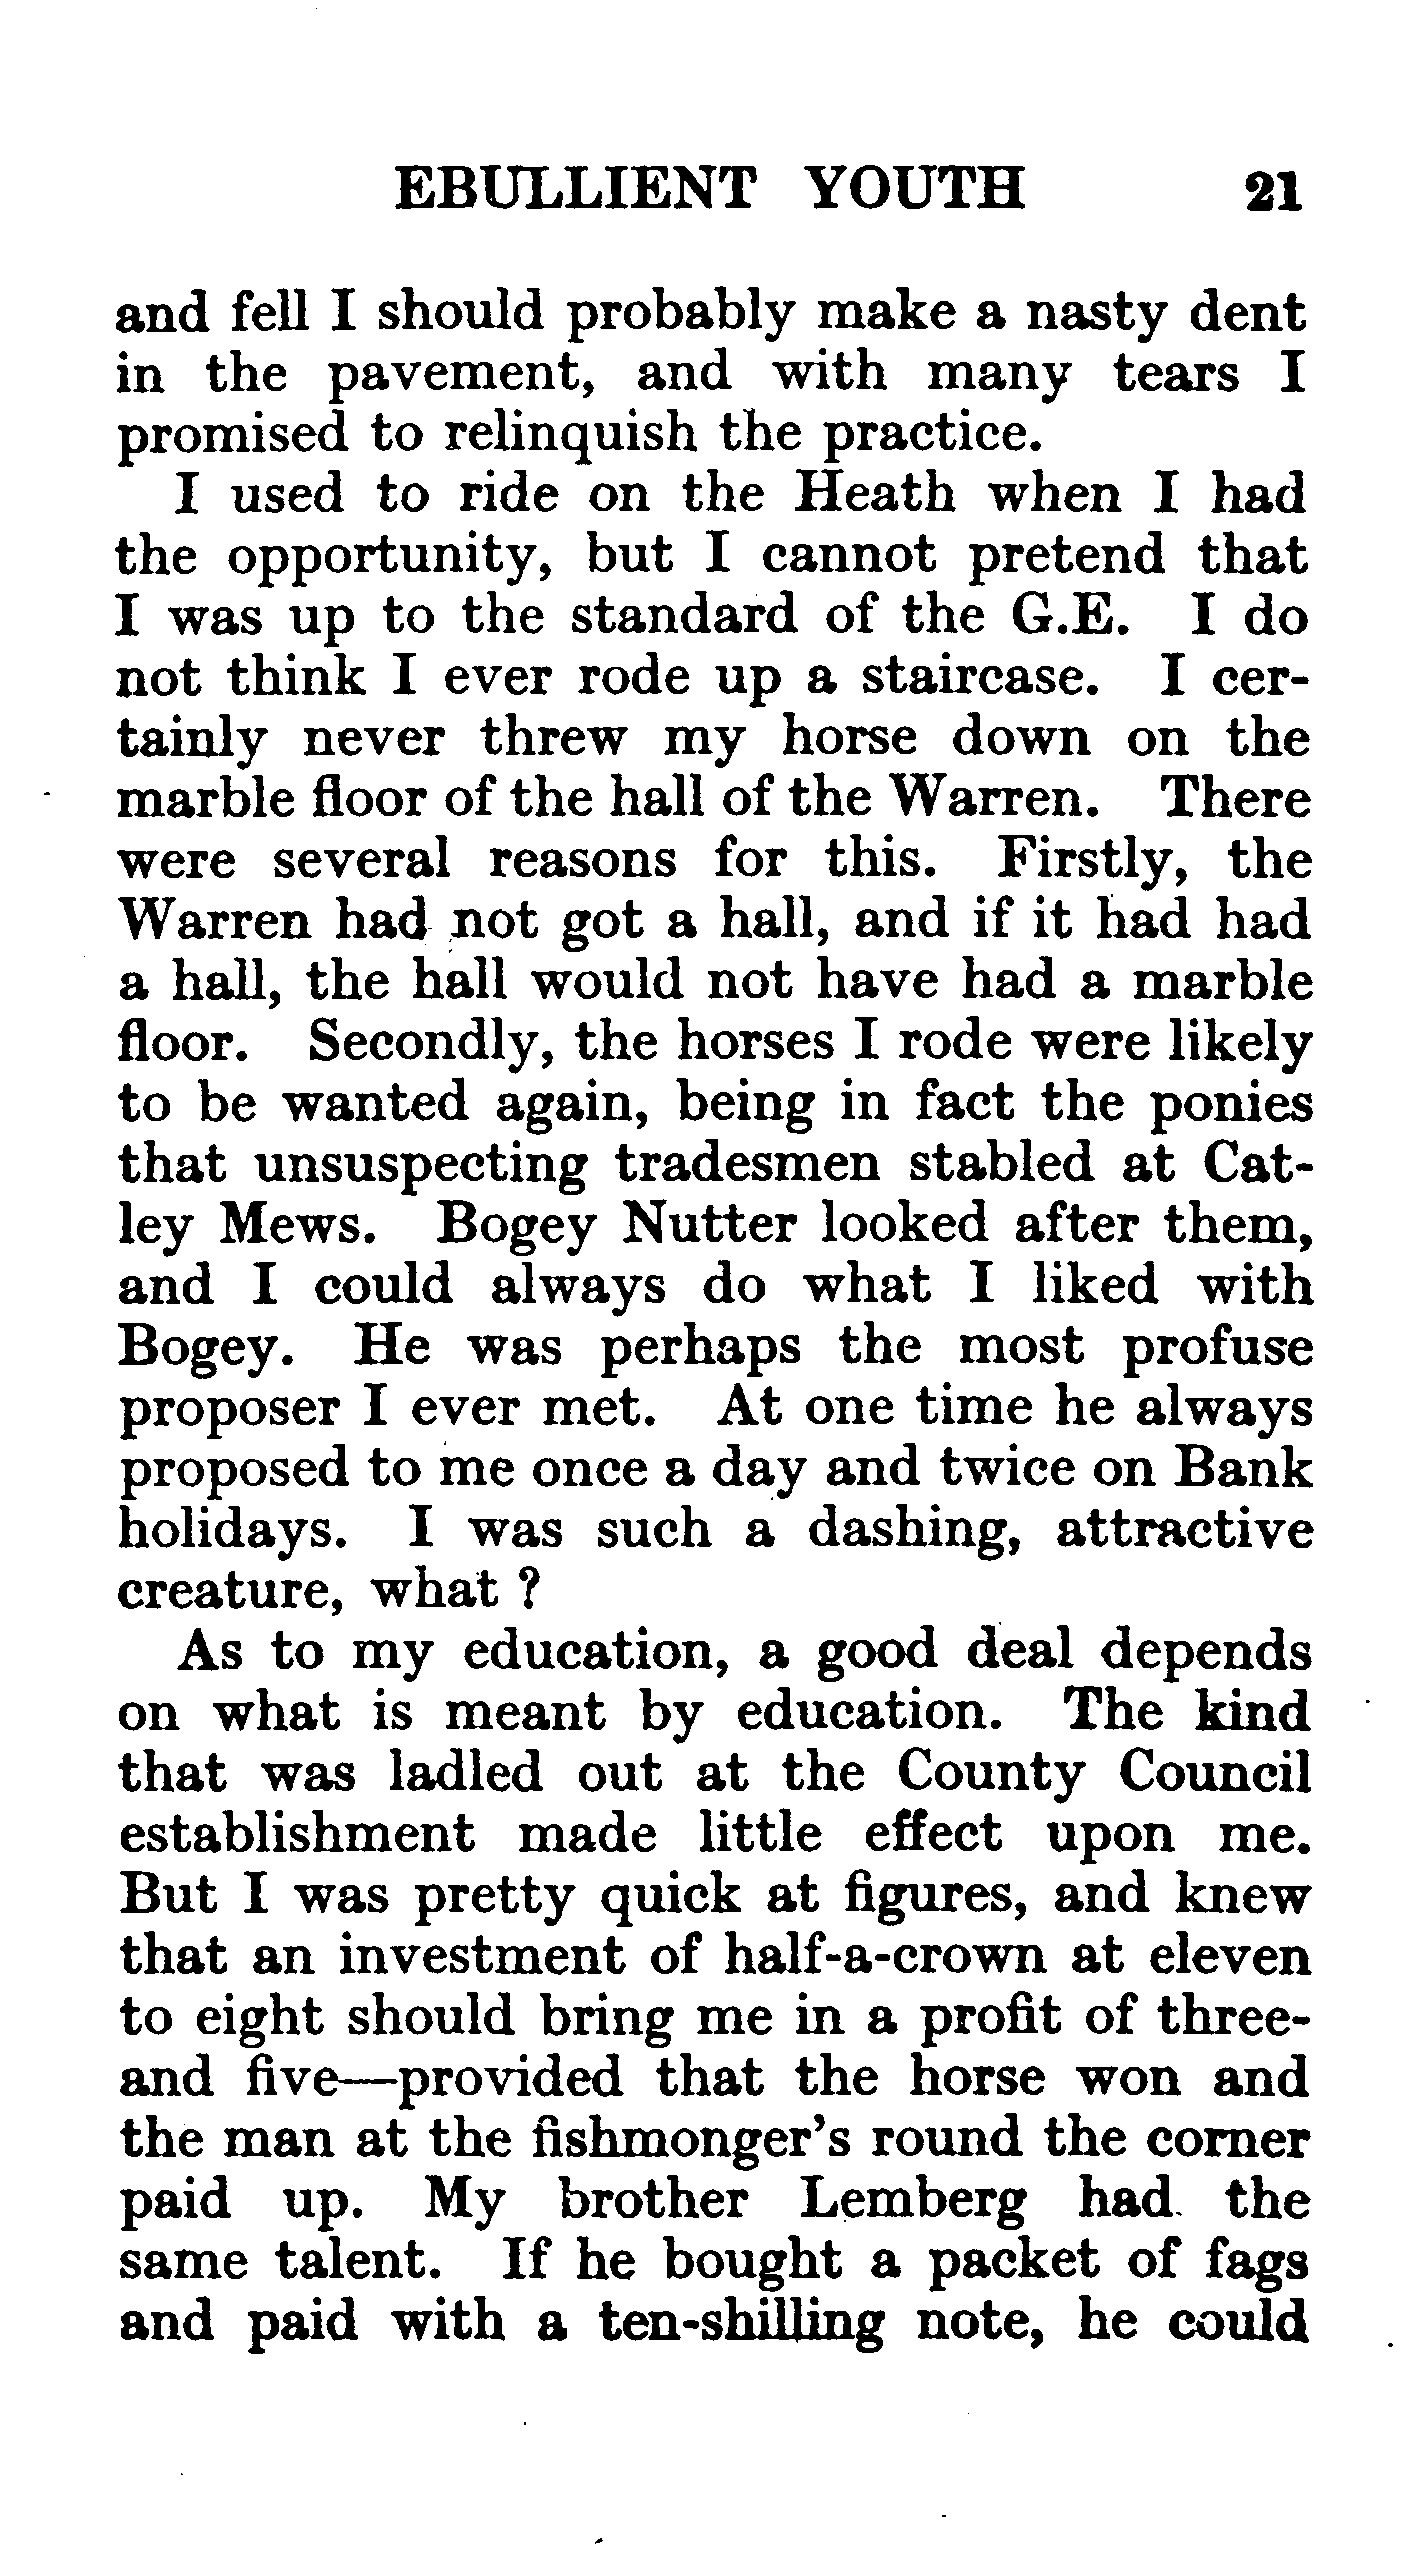 EBULLIENT YOUTH 21
and fell I should probably make a nasty dent
in the pavement, and with many tears I
promised to relinquish the practice.
I used to ride on the Heath when I had
the opportunity, but I cannot pretend that
I was up to the standard of the G.E. I do
not think I ever rode up a staircase. I cer-
tainly never threw my horse down on the
marble floor of the hall of the Warren. There
were several reasons for this. Firstly, the
Warren had not got a hall, and if it had had
a hall, the hall would not have had a marble
floor. Secondly, the horses I rode were likely
to be wanted again, being in fact the ponies
that unsuspecting tradesmen stabled at Cat-
ley Mews. Bogey Nutter looked after them,
and I could always do what I liked with
Bogey. He was perhaps the most profuse
proposer I ever met. At one time he always
proposed to me once a day and twice on Bank
holidays. I was such a dashing, attractive
creature, what ?
As to my education, a good deal depends
on what is meant by education. The kind
that was ladled out at the County Council
establishment made little effect upon me.
But I was pretty quick at figures, and knew
that an investment of half-a-crown at eleven
to eight should bring me in a profit of three-
and five—provided that the horse won and
the man at the fishmonger's round the corner
paid up. My brother Lemberg had the
same talent. If he bought a packet of fags
and paid with a ten-shilling note, he could